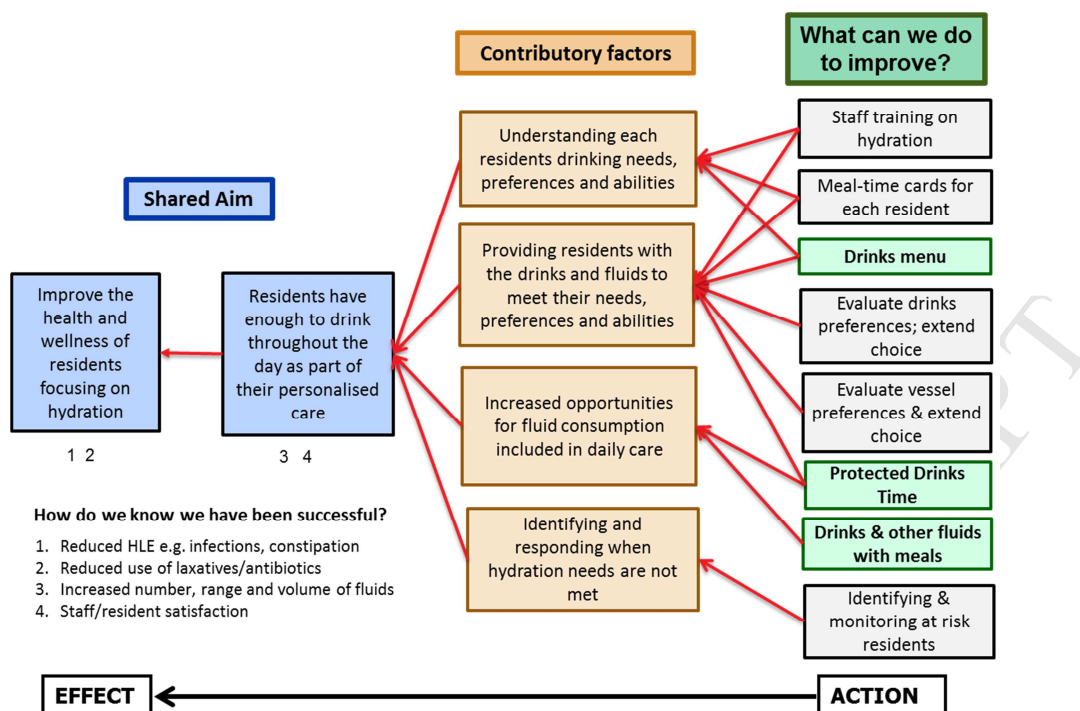 Contributory factors
What can we do
to improve?
Shared Aim
Improve the
health and
wellness of
residents
focusing on
hydration
1 2
Residents have
enough to drink
throughout the
day as part of
their personalised
care
3 4
Understanding each
residents drinking needs,
preferences and abilities
Providing residents with
the drinks and fluids to
meet their needs,
preferences and abilities
Increased opportunities
for fluid consumption
included in daily care
Identifying and
responding when
hydration needs are not
met
Staff training on
hydration
Meal-time cards for
each resident
Drinks menu
Evaluate drinks
preferences; extend
choice
Evaluate vessel
preferences & extend
choice
Protected Drinks
Time
Drinks & other fluids
with meals
Identifying &
monitoring at risk
residents
How do we know we have been successful?
1. Reduced HLE e.g. infections, constipation
2. Reduced use of laxatives/antibiotics
3. Increased number, range and volume of fluids
4. Staff/resident satisfaction
EFFECT
ACTION